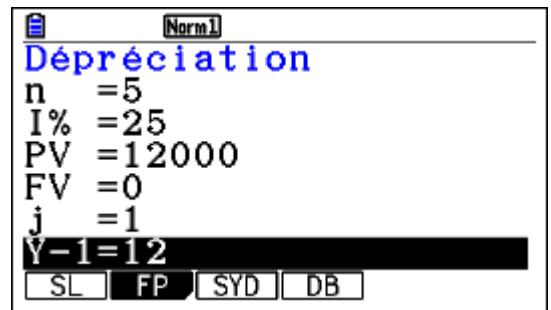 Norm1
Dépréciation
n =5
I% =25
PV =12000
FV =0
j =1
Y-1=12
SL FP SYD DB